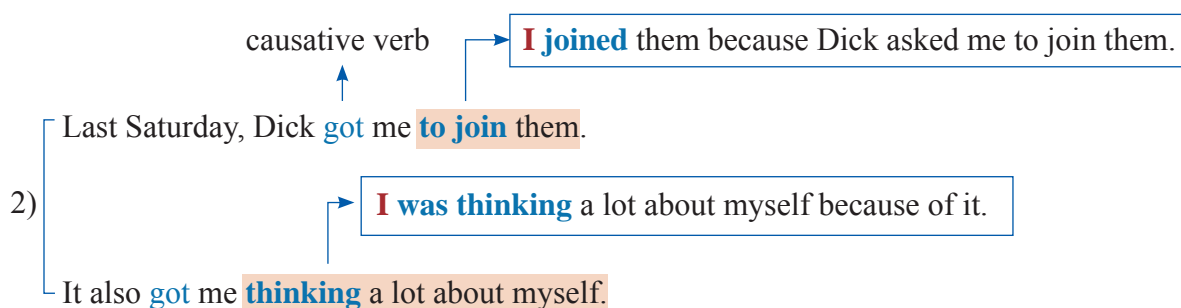 causative verb
I joined them because Dick asked me to join them.
Last Saturday, Dick got me to join them.
2)
I was thinking a lot about myself because of it.
It also got me thinking a lot about myself.